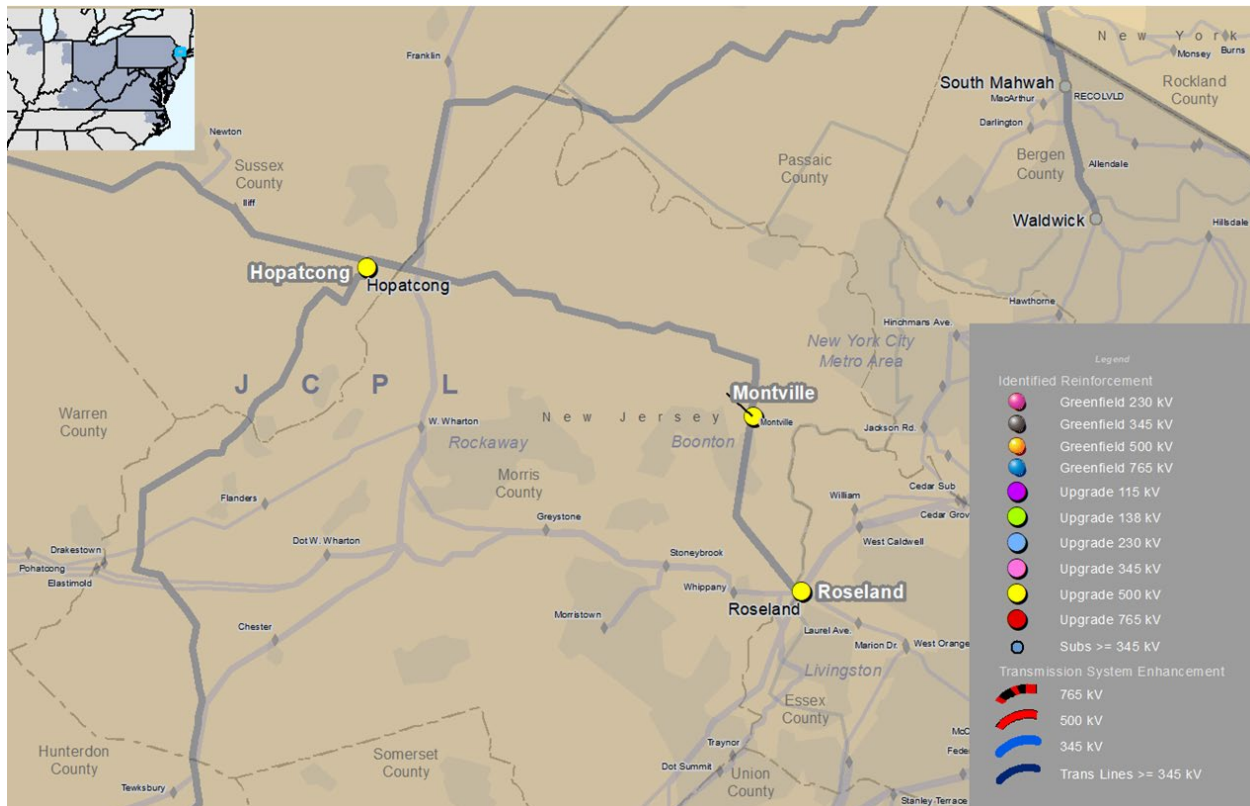 New York
Monsey
Burns
Franklin
South Mahwah
Rockland
County
MacArthur
RECOLVLD
Darlington
Newton
Sussex
County
Passaic
County
Bergen
County
Allendale
Iliff
Waldwick
Hillsdale
Hopatcong
Hopatcong
Hawthorne
Hinchmans Ave.
New York City
Metro Area
J C P L
Montville
Montville
Warren
County
New Jersey
W. Wharton
Rockaway
Boonton
Jackson Rd.
Morris
County
Flanders
William
Cedar Sub
Cedar Grov
Greystone
Dot W. Wharton
West Caldwell
Drakestown
Pohatcong
Elastimold
Stoneybrook
Whippany
Roseland
Roseland
Morristown
Chester
Laurel Ave.
Marion Dr.
West Orange
Livingston
Essex
County
Hunterdon
County
Somerset
County
Traynor
Dot Summit
Union
County
Tewksbury
Stanley Terrace
McC
Fede
Legend
Identified Reinforcement
Greenfield 230 kV
Greenfield 345 kV
Greenfield 500 kV
Greenfield 765 kV
Upgrade 115 kV
Upgrade 138 kV
Upgrade 230 kV
Upgrade 345 kV
Upgrade 500 kV
Upgrade 765 kV
Subs >= 345 kV
Transmission System Enhancement
765 kV
500 kV
345 kV
Trans Lines >= 345 kV